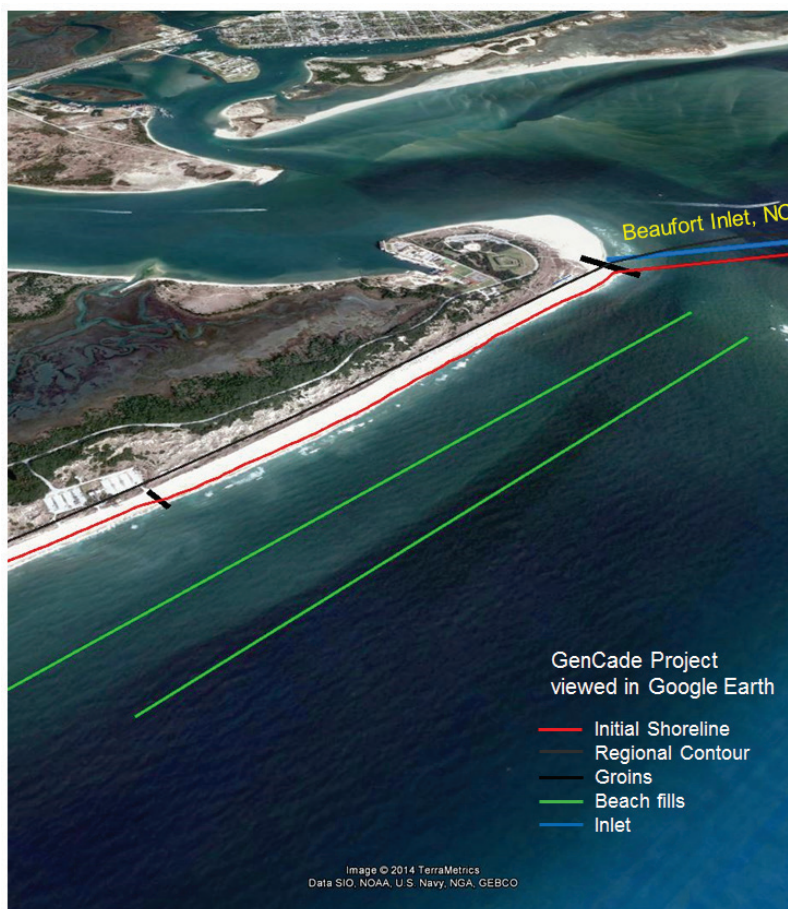 Beaufort Inlet, NC
GenCade Project
viewed in Google Earth
Initial Shoreline
Regional Contour
Groins
Beach fills
Inlet
Image © 2014 TerraMetrics
Data SIO, NOAA, U.S. Navy, NGA, GEBCO